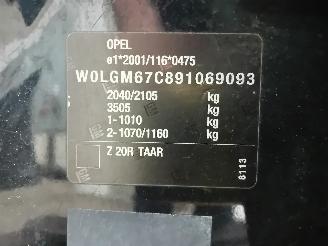 OPEL
e1*2001/116*0475
W0LGM67C891069093
2040/2105 kg
3505 kg
1-1010 kg
2-1070/1160 kg
Z 20R TAAR
8113
GM